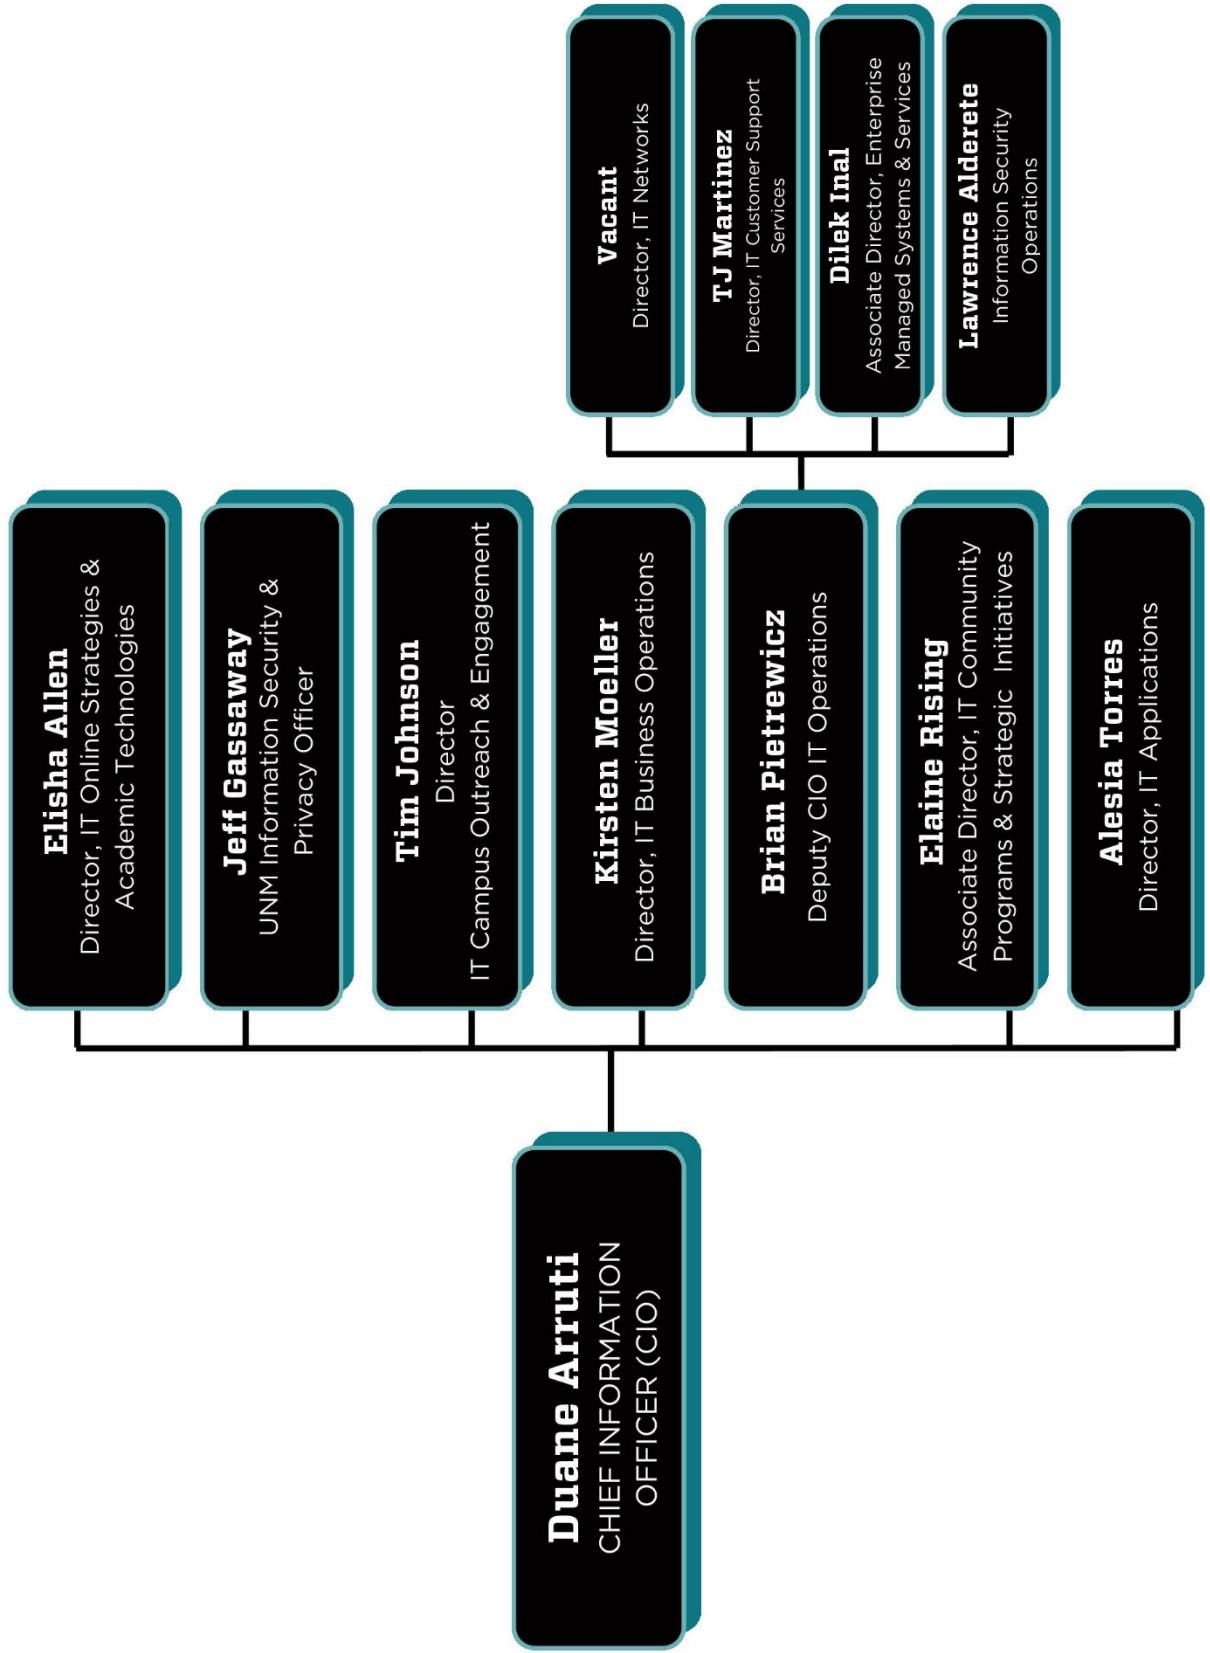 Duane Arruti
CHIEF INFORMATION
OFFICER (CIO)
Elisha Allen
Director, IT Online Strategies &
Academic Technologies
Jeff Gassaway
UNM Information Security &
Privacy Officer
Tim Johnson
Director
IT Campus Outreach & Engagement
Kirsten Moeller
Director, IT Business Operations
Brian Pietrewicz
Deputy CIO IT Operations
Elaine Rising
Associate Director, IT Community
Programs & Strategic Initiatives
Alesia Torres
Director, IT Applications
Vacant
Director, IT Networks
TJ Martinez
Director, IT Customer Support
Services
Dilek Inal
Associate Director, Enterprise
Managed Systems & Services
Lawrence Alderete
Information Security
Operations